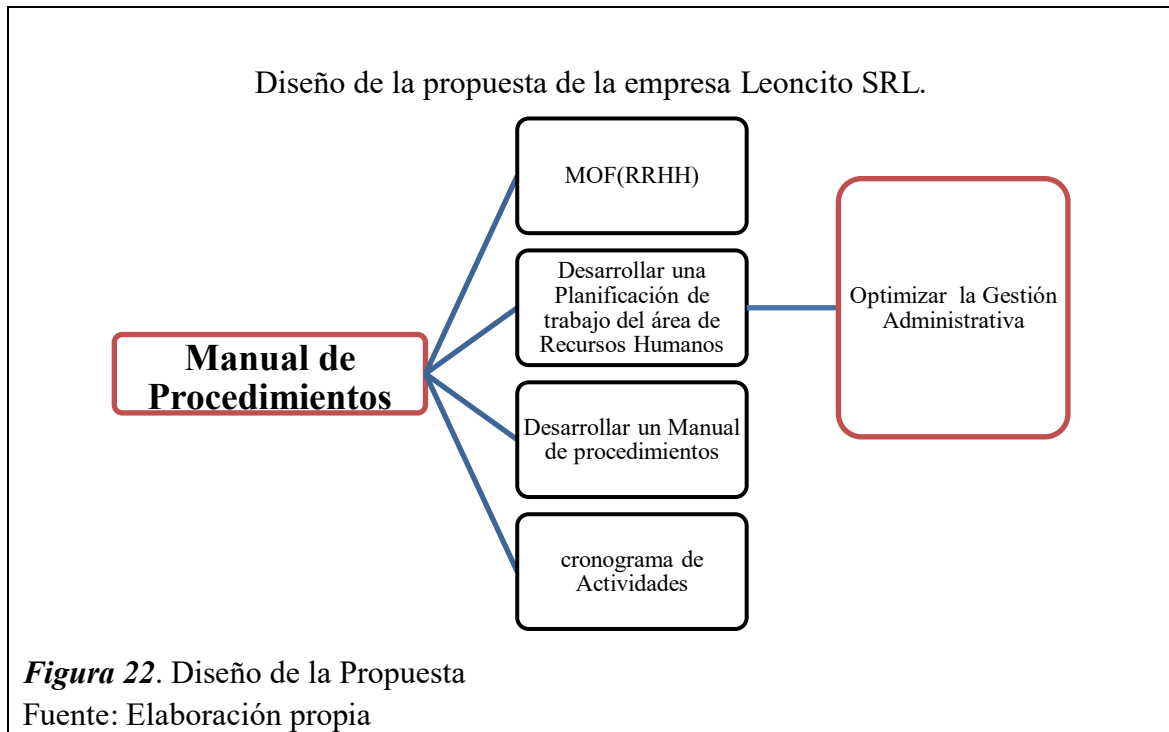 Diseño de la propuesta de la empresa Leoncito SRL.
MOF(RRHH)
Desarrollar una
Planificación de
trabajo del área de
Recursos Humanos
Optimizar la Gestión
Administrativa
Manual de
Procedimientos
Desarrollar un Manual
de procedimientos
cronograma de
Actividades
Figura 22. Diseño de la Propuesta
Fuente: Elaboración propia